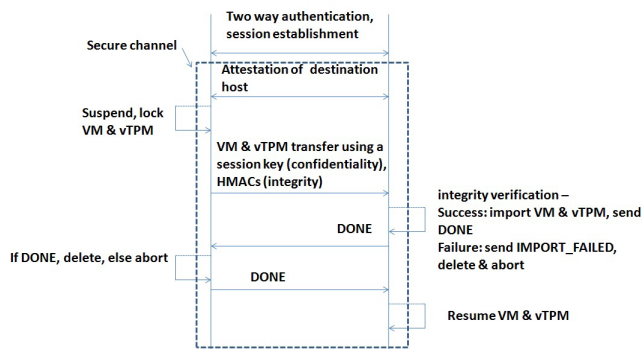 Two way authentication,
session establishment
Secure channel
Attestation of destination
host
Suspend, lock
VM & vTPM
VM & vTPM transfer using a
session key (confidentiality),
HMACs (integrity)
integrity verification –
Success: import VM & vTPM, send
DONE
Failure: send IMPORT_FAILED,
delete & abort
DONE
If DONE, delete, else abort
DONE
Resume VM & vTPM